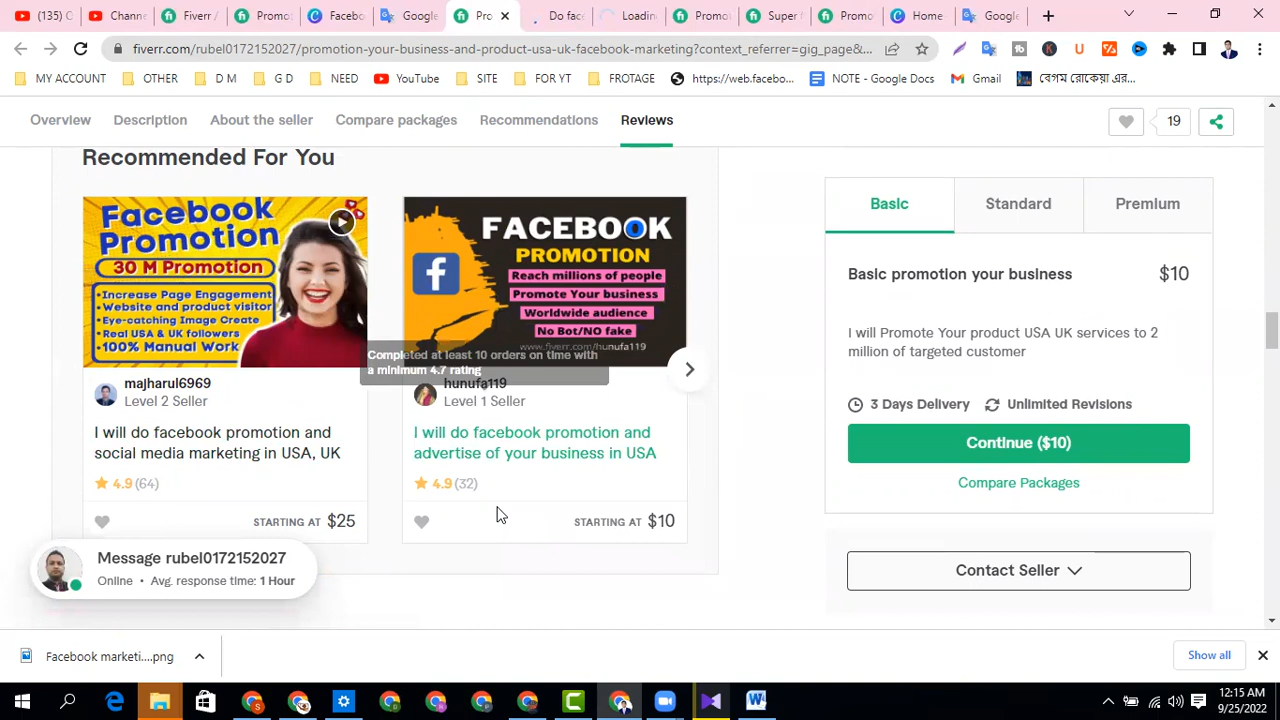 (135) (
Chann
Fiverr /
Promo
Facebo
Google
Pro
Do fac
Loadin
Promot
Super f
Promo
Home
Google
fiverr.com/rubel0172152027/promotion-your-business-and-product-usa-uk-facebook-marketing?context_referrer=gig_page&...
MY ACCOUNT
OTHER
D M
G D
NEED
YouTube
SITE
FOR YT
FROTAGE
https://web.facebo...
NOTE - Google Docs
Gmail
বেগম রোকেয়া এর...
Overview
Description
About the seller
Compare packages
Recommendations
Reviews
19
Recommended For You
Facebook
Promotion
30 M Promotion
•Increase Page Engagement
•Website and product visitor
•Eye-catching Image Create
•Real USA & UK followers
•100% Manual Work
FACEBOOK
PROMOTION
Reach millions of people
Promote Your business
Worldwide audience
No Bot/NO fake
www.fiverr.com/hunufa119
Completed at least 10 orders on time with
a minimum 4.7 rating
majharul6969
Level 2 Seller
I will do facebook promotion and
social media marketing in USA, UK
4.9 (64)
STARTING AT $25
hunufa119
Level 1 Seller
I will do facebook promotion and
advertise of your business in USA
4.9 (32)
STARTING AT $10
Basic
Standard
Premium
Basic promotion your business
$10
I will Promote Your product USA UK services to 2
million of targeted customer
3 Days Delivery
Unlimited Revisions
Continue ($10)
Compare Packages
Contact Seller
Message rubel0172152027
Online • Avg. response time: 1 Hour
Facebook marketi....png
Show all
12:15 AM
9/25/2022